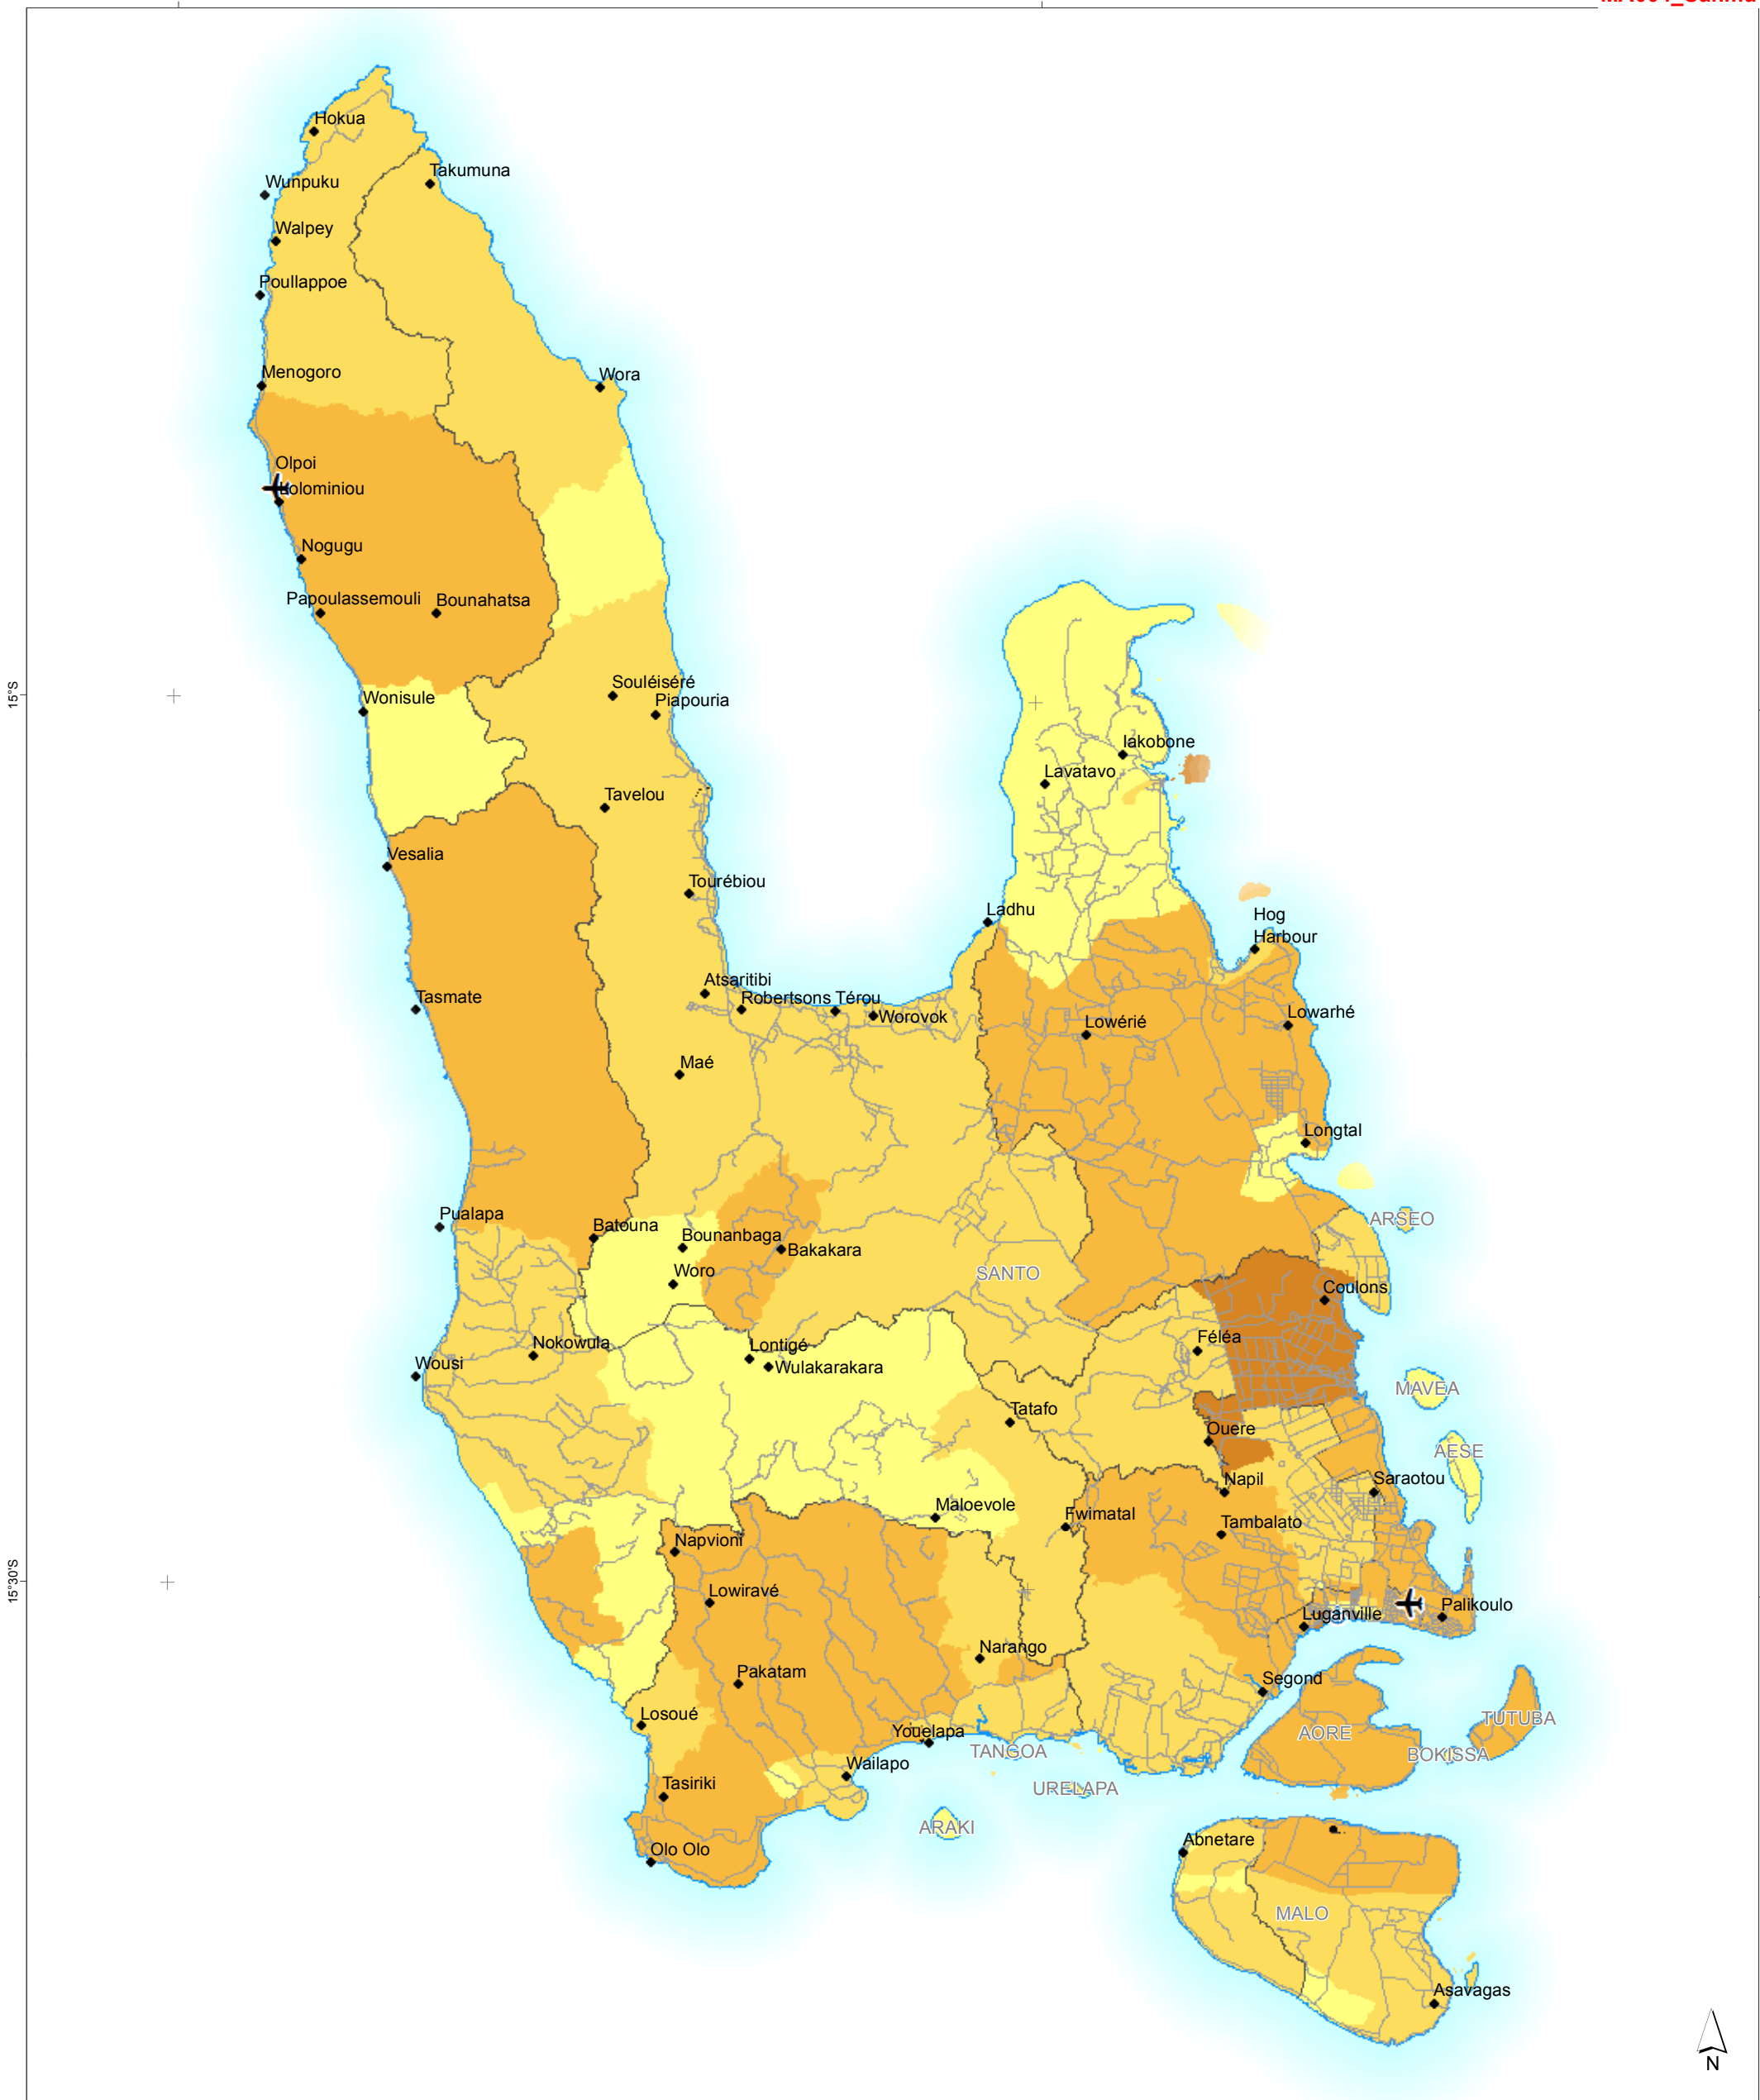 Hokua
Takumuna
Wunpuku
Walpey
Poullappoe
Menogoro
Wora
Olpoi
Nogugu
Papoulassemouli
Bounahatsa
Souléiséré
15°S
Wonisule
Piapouria
Iakobone
Lavatavo
Tavelou
Vesalia
Tourébiou
Ladhu
Hog
Harbour
Atsaritibi
Tasmate
Robertsons Térou
Worovok
Lowérié
Lowarhé
Maé
Longtal
Pualapa
ARSEO
Batouna
Bounanbaga
Bakakara
Woro
SANTO
Coulons
Féléa
Nokowula
Lontigé
Wousi
Wulakarakara
MAVEA
Tatafo
Ouere
AESE
Napil
Saraotou
Maloevole
Fwimatal
Tambalato
Napvioni
15°30'S
Lowiravé
Luganville
Palikoulo
Narango
Pakatam
Segond
Losoué
Youelapa
TANGOA
AORE
TUTUBA
BOKISSA
Wailapo
Tasiriki
URELAPA
ARAKI
Abnetare
Olo Olo
MALO
Asavagas
N